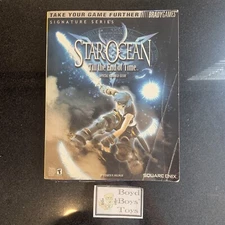 TAKE YOUR GAME FURTHER
BRADYGAMES
SIGNATURE SERIES
STAR OCEAN
Till the End of Time
OFFICIAL STRATEGY GUIDE
SQUARE ENIX
Boyd
Boys'
Toys